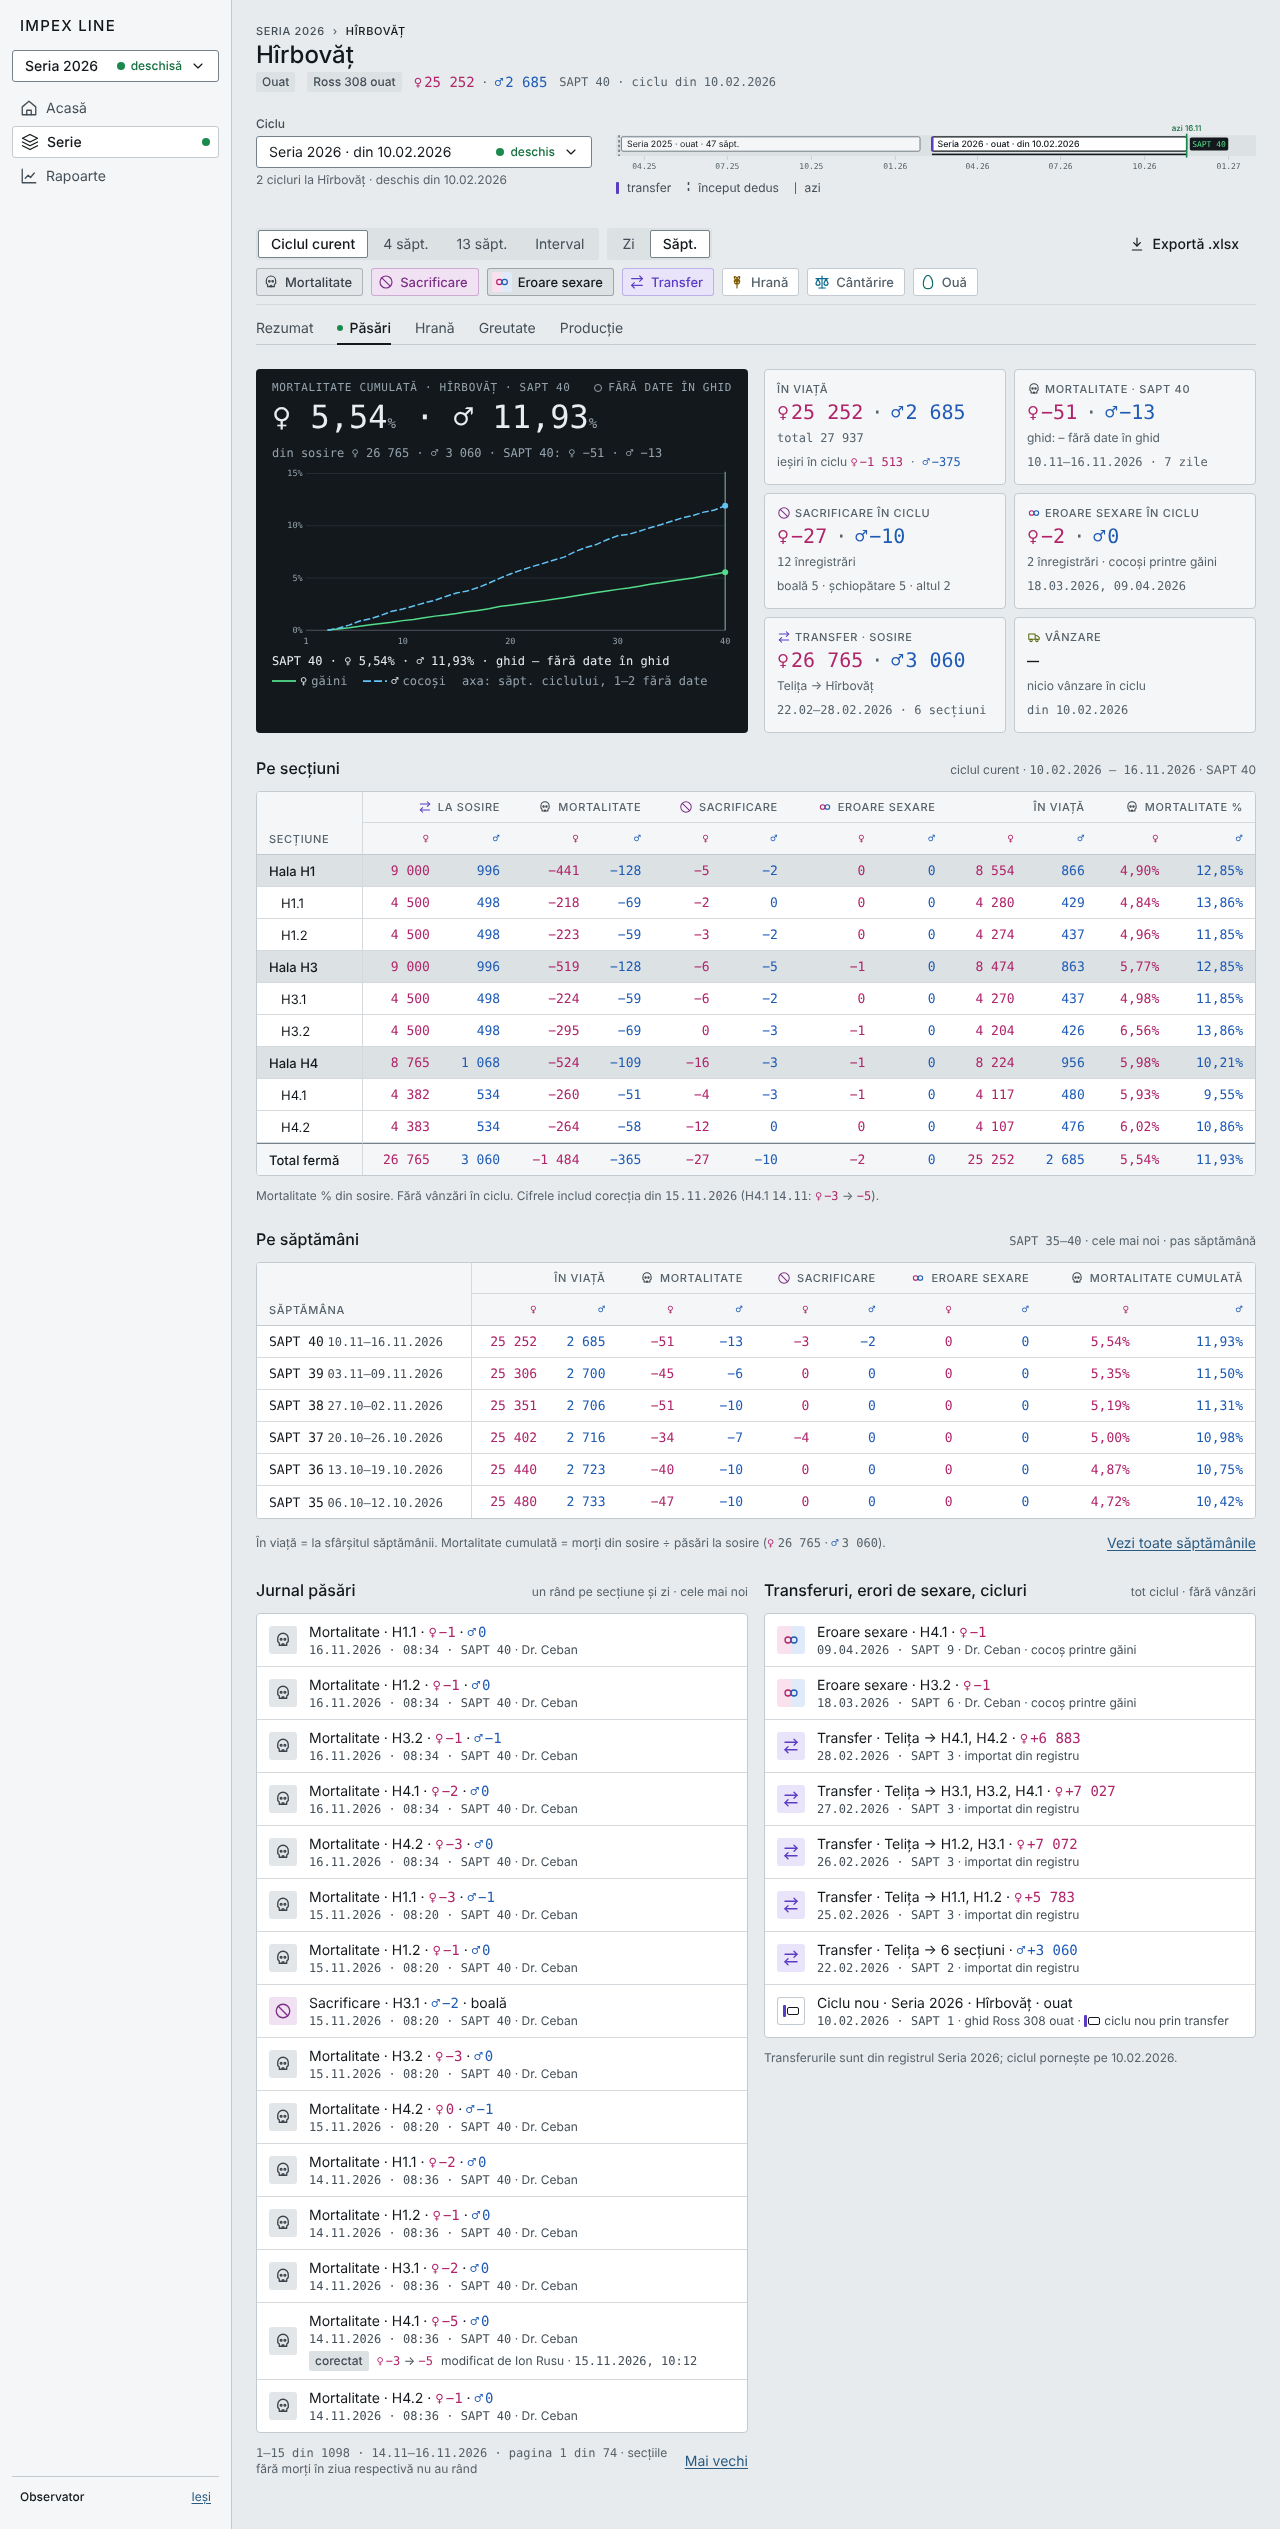 IMPEX LINE
Seria 2026 deschisă
Acasă
Serie
Rapoarte
SERIA 2026 › HÎRBOVĂȚ
Hîrbovăț
Ouat Ross 308 ouat ♀25 252 · ♂2 685 SAPT 40 · ciclu din 10.02.2026
Ciclu
Seria 2026 · din 10.02.2026 deschis
2 cicluri la Hîrbovăț · deschis din 10.02.2026
azi 16.11
Seria 2025 · ouat · 47 săpt. Seria 2026 · ouat · din 10.02.2026 SAPT 40
04.25 07.25 10.25 01.26 04.26 07.26 10.26 01.27
transfer început dedus azi
Ciclul curent 4 săpt. 13 săpt. Interval Zi Săpt. Exportă .xlsx
Mortalitate Sacrificare Eroare sexare Transfer Hrană Cântărire Ouă
Rezumat Păsări Hrană Greutate Producție
MORTALITATE CUMULATĂ · HÎRBOVĂȚ · SAPT 40 FĂRĂ DATE ÎN GHID
♀ 5,54% · ♂ 11,93%
din sosire ♀ 26 765 · ♂ 3 060 · SAPT 40: ♀ −51 · ♂ −13
15%
10%
5%
0%
1 10 20 30 40
SAPT 40 · ♀ 5,54% · ♂ 11,93% · ghid — fără date în ghid
♀ găini ♂ cocoși axa: săpt. ciclului, 1–2 fără date
ÎN VIAȚĂ
♀25 252 · ♂2 685
total 27 937
ieșiri în ciclu ♀−1 513 · ♂−375
MORTALITATE · SAPT 40
♀−51 · ♂−13
ghid: – fără date în ghid
10.11–16.11.2026 · 7 zile
SACRIFICARE ÎN CICLU
♀−27 · ♂−10
12 înregistrări
boală 5 · șchiopătare 5 · altul 2
EROARE SEXARE ÎN CICLU
♀−2 · ♂0
2 înregistrări · cocoși printre găini
18.03.2026, 09.04.2026
TRANSFER · SOSIRE
♀26 765 · ♂3 060
Telița → Hîrbovăț
22.02–28.02.2026 · 6 secțiuni
VÂNZARE
—
nicio vânzare în ciclu
din 10.02.2026
Pe secțiuni ciclul curent · 10.02.2026 — 16.11.2026 · SAPT 40
LA SOSIRE MORTALITATE SACRIFICARE EROARE SEXARE ÎN VIAȚĂ MORTALITATE %
SECȚIUNE ♀ ♂ ♀ ♂ ♀ ♂ ♀ ♂ ♀ ♂ ♀ ♂
Hala H1 9 000 996 −441 −128 −5 −2 0 0 8 554 866 4,90% 12,85%
H1.1 4 500 498 −218 −69 −2 0 0 0 4 280 429 4,84% 13,86%
H1.2 4 500 498 −223 −59 −3 −2 0 0 4 274 437 4,96% 11,85%
Hala H3 9 000 996 −519 −128 −6 −5 −1 0 8 474 863 5,77% 12,85%
H3.1 4 500 498 −224 −59 −6 −2 0 0 4 270 437 4,98% 11,85%
H3.2 4 500 498 −295 −69 0 −3 −1 0 4 204 426 6,56% 13,86%
Hala H4 8 765 1 068 −524 −109 −16 −3 −1 0 8 224 956 5,98% 10,21%
H4.1 4 382 534 −260 −51 −4 −3 −1 0 4 117 480 5,93% 9,55%
H4.2 4 383 534 −264 −58 −12 0 0 0 4 107 476 6,02% 10,86%
Total fermă 26 765 3 060 −1 484 −365 −27 −10 −2 0 25 252 2 685 5,54% 11,93%
Mortalitate % din sosire. Fără vânzări în ciclu. Cifrele includ corecția din 15.11.2026 (H4.1 14.11: ♀−3 → −5).
Pe săptămâni SAPT 35–40 · cele mai noi · pas săptămână
ÎN VIAȚĂ MORTALITATE SACRIFICARE EROARE SEXARE MORTALITATE CUMULATĂ
SĂPTĂMÂNA ♀ ♂ ♀ ♂ ♀ ♂ ♀ ♂ ♀ ♂
SAPT 40 10.11–16.11.2026 25 252 2 685 −51 −13 −3 −2 0 0 5,54% 11,93%
SAPT 39 03.11–09.11.2026 25 306 2 700 −45 −6 0 0 0 0 5,35% 11,50%
SAPT 38 27.10–02.11.2026 25 351 2 706 −51 −10 0 0 0 0 5,19% 11,31%
SAPT 37 20.10–26.10.2026 25 402 2 716 −34 −7 −4 0 0 0 5,00% 10,98%
SAPT 36 13.10–19.10.2026 25 440 2 723 −40 −10 0 0 0 0 4,87% 10,75%
SAPT 35 06.10–12.10.2026 25 480 2 733 −47 −10 0 0 0 0 4,72% 10,42%
În viață = la sfârșitul săptămânii. Mortalitate cumulată = morți din sosire ÷ păsări la sosire (♀ 26 765 · ♂ 3 060). Vezi toate săptămânile
Jurnal păsări un rând pe secțiune și zi · cele mai noi
Mortalitate · H1.1 · ♀−1 · ♂0
16.11.2026 · 08:34 · SAPT 40 · Dr. Ceban
Mortalitate · H1.2 · ♀−1 · ♂0
16.11.2026 · 08:34 · SAPT 40 · Dr. Ceban
Mortalitate · H3.2 · ♀−1 · ♂−1
16.11.2026 · 08:34 · SAPT 40 · Dr. Ceban
Mortalitate · H4.1 · ♀−2 · ♂0
16.11.2026 · 08:34 · SAPT 40 · Dr. Ceban
Mortalitate · H4.2 · ♀−3 · ♂0
16.11.2026 · 08:34 · SAPT 40 · Dr. Ceban
Mortalitate · H1.1 · ♀−3 · ♂−1
15.11.2026 · 08:20 · SAPT 40 · Dr. Ceban
Mortalitate · H1.2 · ♀−1 · ♂0
15.11.2026 · 08:20 · SAPT 40 · Dr. Ceban
Sacrificare · H3.1 · ♂−2 · boală
15.11.2026 · 08:20 · SAPT 40 · Dr. Ceban
Mortalitate · H3.2 · ♀−3 · ♂0
15.11.2026 · 08:20 · SAPT 40 · Dr. Ceban
Mortalitate · H4.2 · ♀0 · ♂−1
15.11.2026 · 08:20 · SAPT 40 · Dr. Ceban
Mortalitate · H1.1 · ♀−2 · ♂0
14.11.2026 · 08:36 · SAPT 40 · Dr. Ceban
Mortalitate · H1.2 · ♀−1 · ♂0
14.11.2026 · 08:36 · SAPT 40 · Dr. Ceban
Mortalitate · H3.1 · ♀−2 · ♂0
14.11.2026 · 08:36 · SAPT 40 · Dr. Ceban
Mortalitate · H4.1 · ♀−5 · ♂0
14.11.2026 · 08:36 · SAPT 40 · Dr. Ceban
corectat ♀−3 → −5 modificat de Ion Rusu · 15.11.2026, 10:12
Mortalitate · H4.2 · ♀−1 · ♂0
14.11.2026 · 08:36 · SAPT 40 · Dr. Ceban
1–15 din 1098 · 14.11–16.11.2026 · pagina 1 din 74 · secțiile
fără morți în ziua respectivă nu au rând
Mai vechi
Transferuri, erori de sexare, cicluri tot ciclul · fără vânzări
Eroare sexare · H4.1 · ♀−1
09.04.2026 · SAPT 9 · Dr. Ceban · cocoș printre găini
Eroare sexare · H3.2 · ♀−1
18.03.2026 · SAPT 6 · Dr. Ceban · cocoș printre găini
Transfer · Telița → H4.1, H4.2 · ♀+6 883
28.02.2026 · SAPT 3 · importat din registru
Transfer · Telița → H3.1, H3.2, H4.1 · ♀+7 027
27.02.2026 · SAPT 3 · importat din registru
Transfer · Telița → H1.2, H3.1 · ♀+7 072
26.02.2026 · SAPT 3 · importat din registru
Transfer · Telița → H1.1, H1.2 · ♀+5 783
25.02.2026 · SAPT 3 · importat din registru
Transfer · Telița → 6 secțiuni · ♂+3 060
22.02.2026 · SAPT 2 · importat din registru
Ciclu nou · Seria 2026 · Hîrbovăț · ouat
10.02.2026 · SAPT 1 · ghid Ross 308 ouat · ciclu nou prin transfer
Transferurile sunt din registrul Seria 2026; ciclul pornește pe 10.02.2026.
Observator Ieși